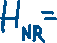 H_NR =